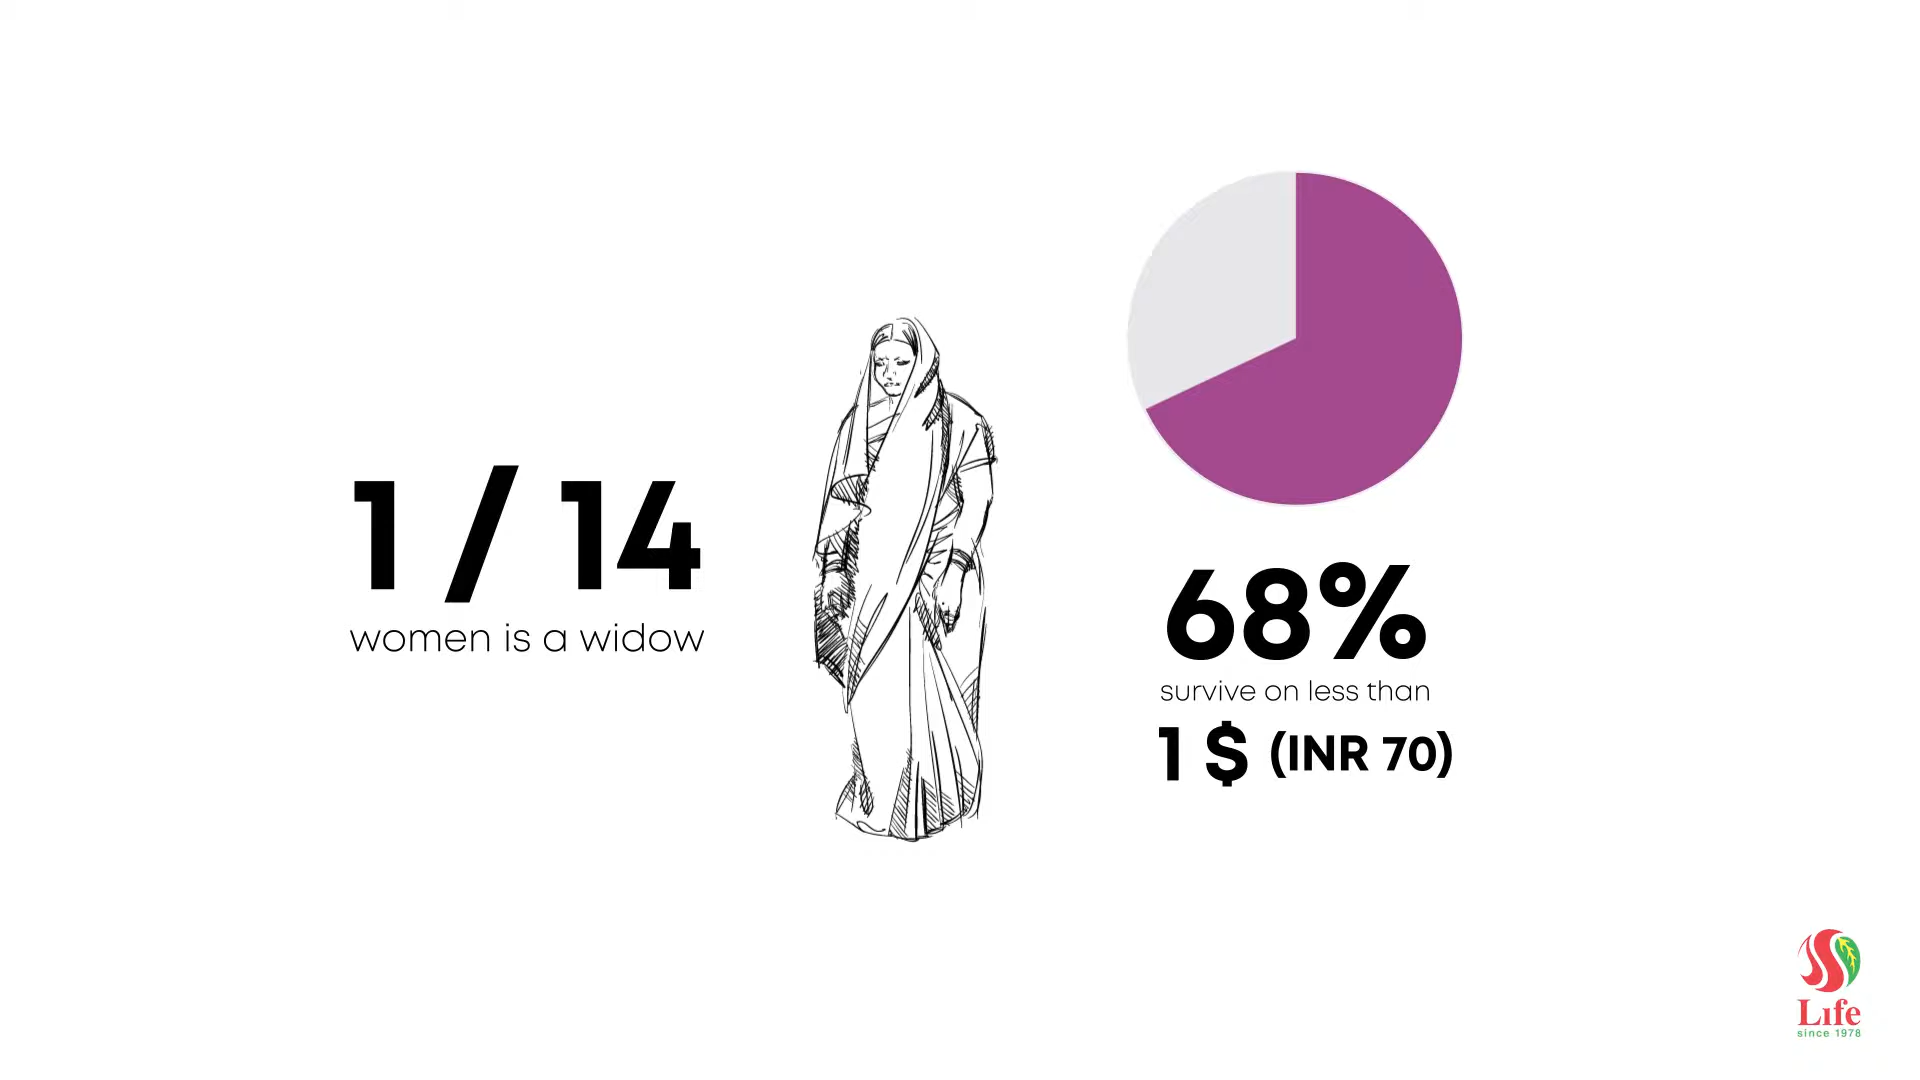 1 / 14
women is a widow
68%
survive on less than
1 $ (INR 70)
Life
since 1978